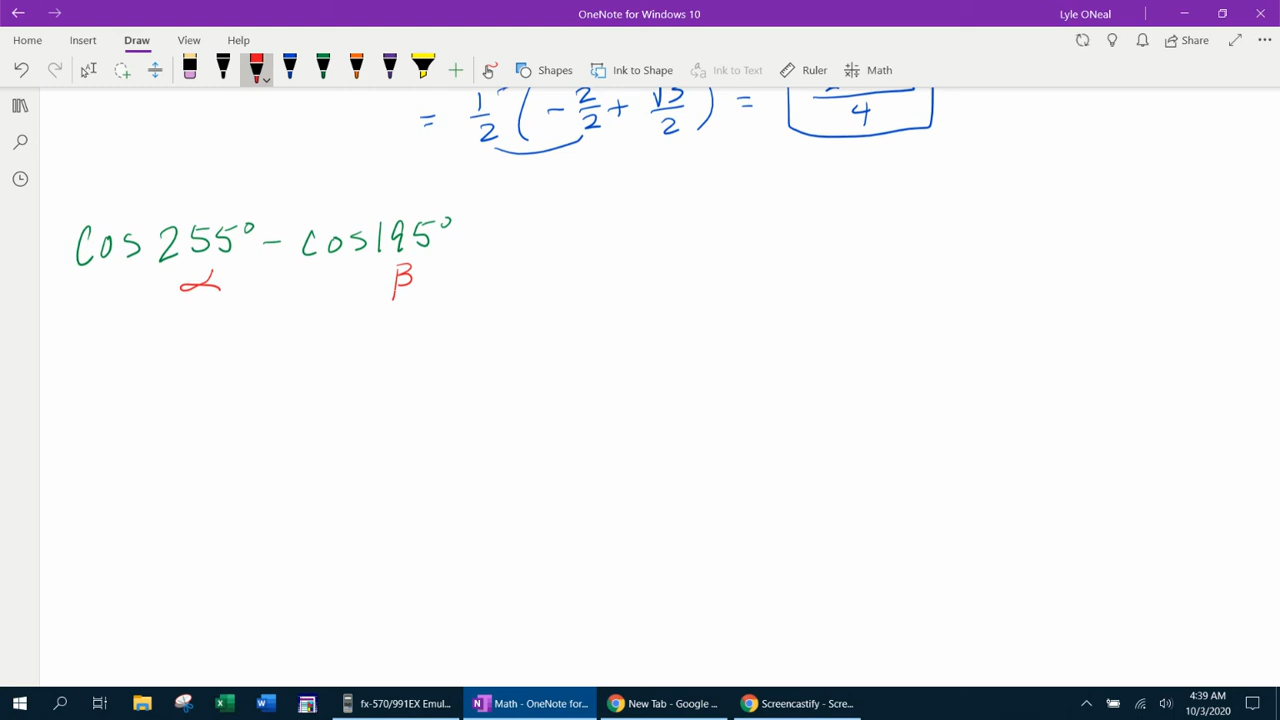 OneNote for Windows 10
Lyle ONeal
Home Insert Draw View Help
Share
Shapes Ink to Shape Ink to Text Ruler Math
= 1/2 ( - 2/2 + √3/2 ) = 4
cos 255° - cos 195°
α β
fx-570/991EX Emul... Math - OneNote for... New Tab - Google ... Screencastify - Scre...
4:39 AM
10/3/2020